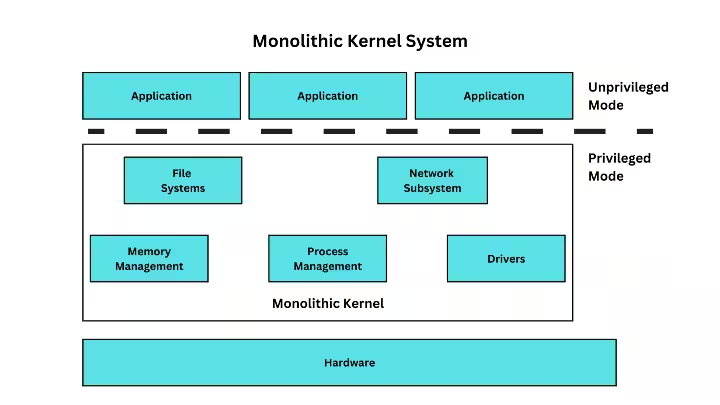 Monolithic Kernel System
Application
Application
Application
Unprivileged
Mode
Privileged
Mode
File
Systems
Network
Subsystem
Memory
Management
Process
Management
Drivers
Monolithic Kernel
Hardware